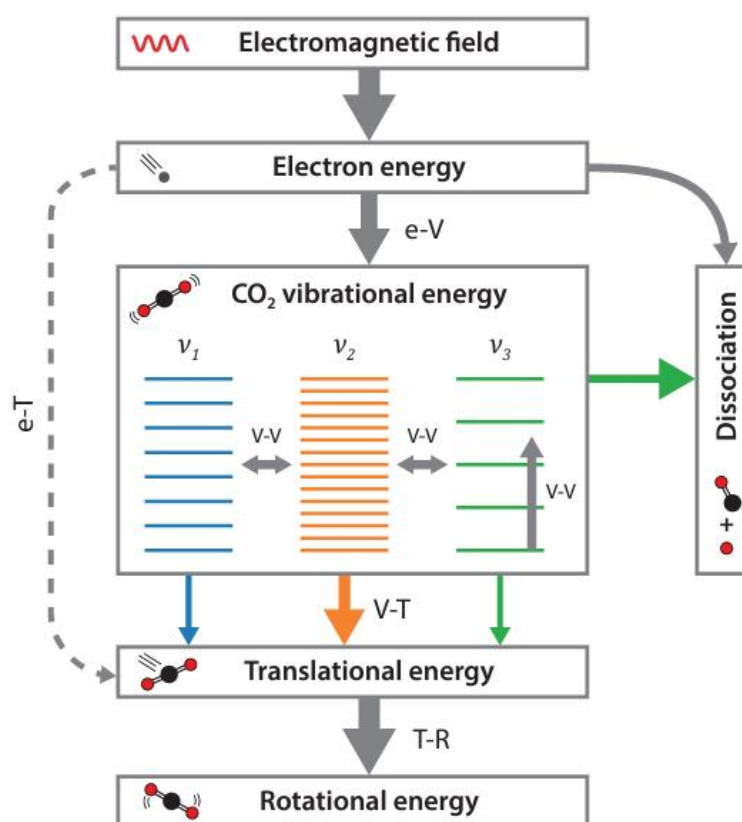 Electromagnetic field
Electron energy
e-V
CO₂ vibrational energy
ν₁ ν₂ ν₃
V-V V-V
V-V
e-T
Dissociation
+
V-T
Translational energy
T-R
Rotational energy